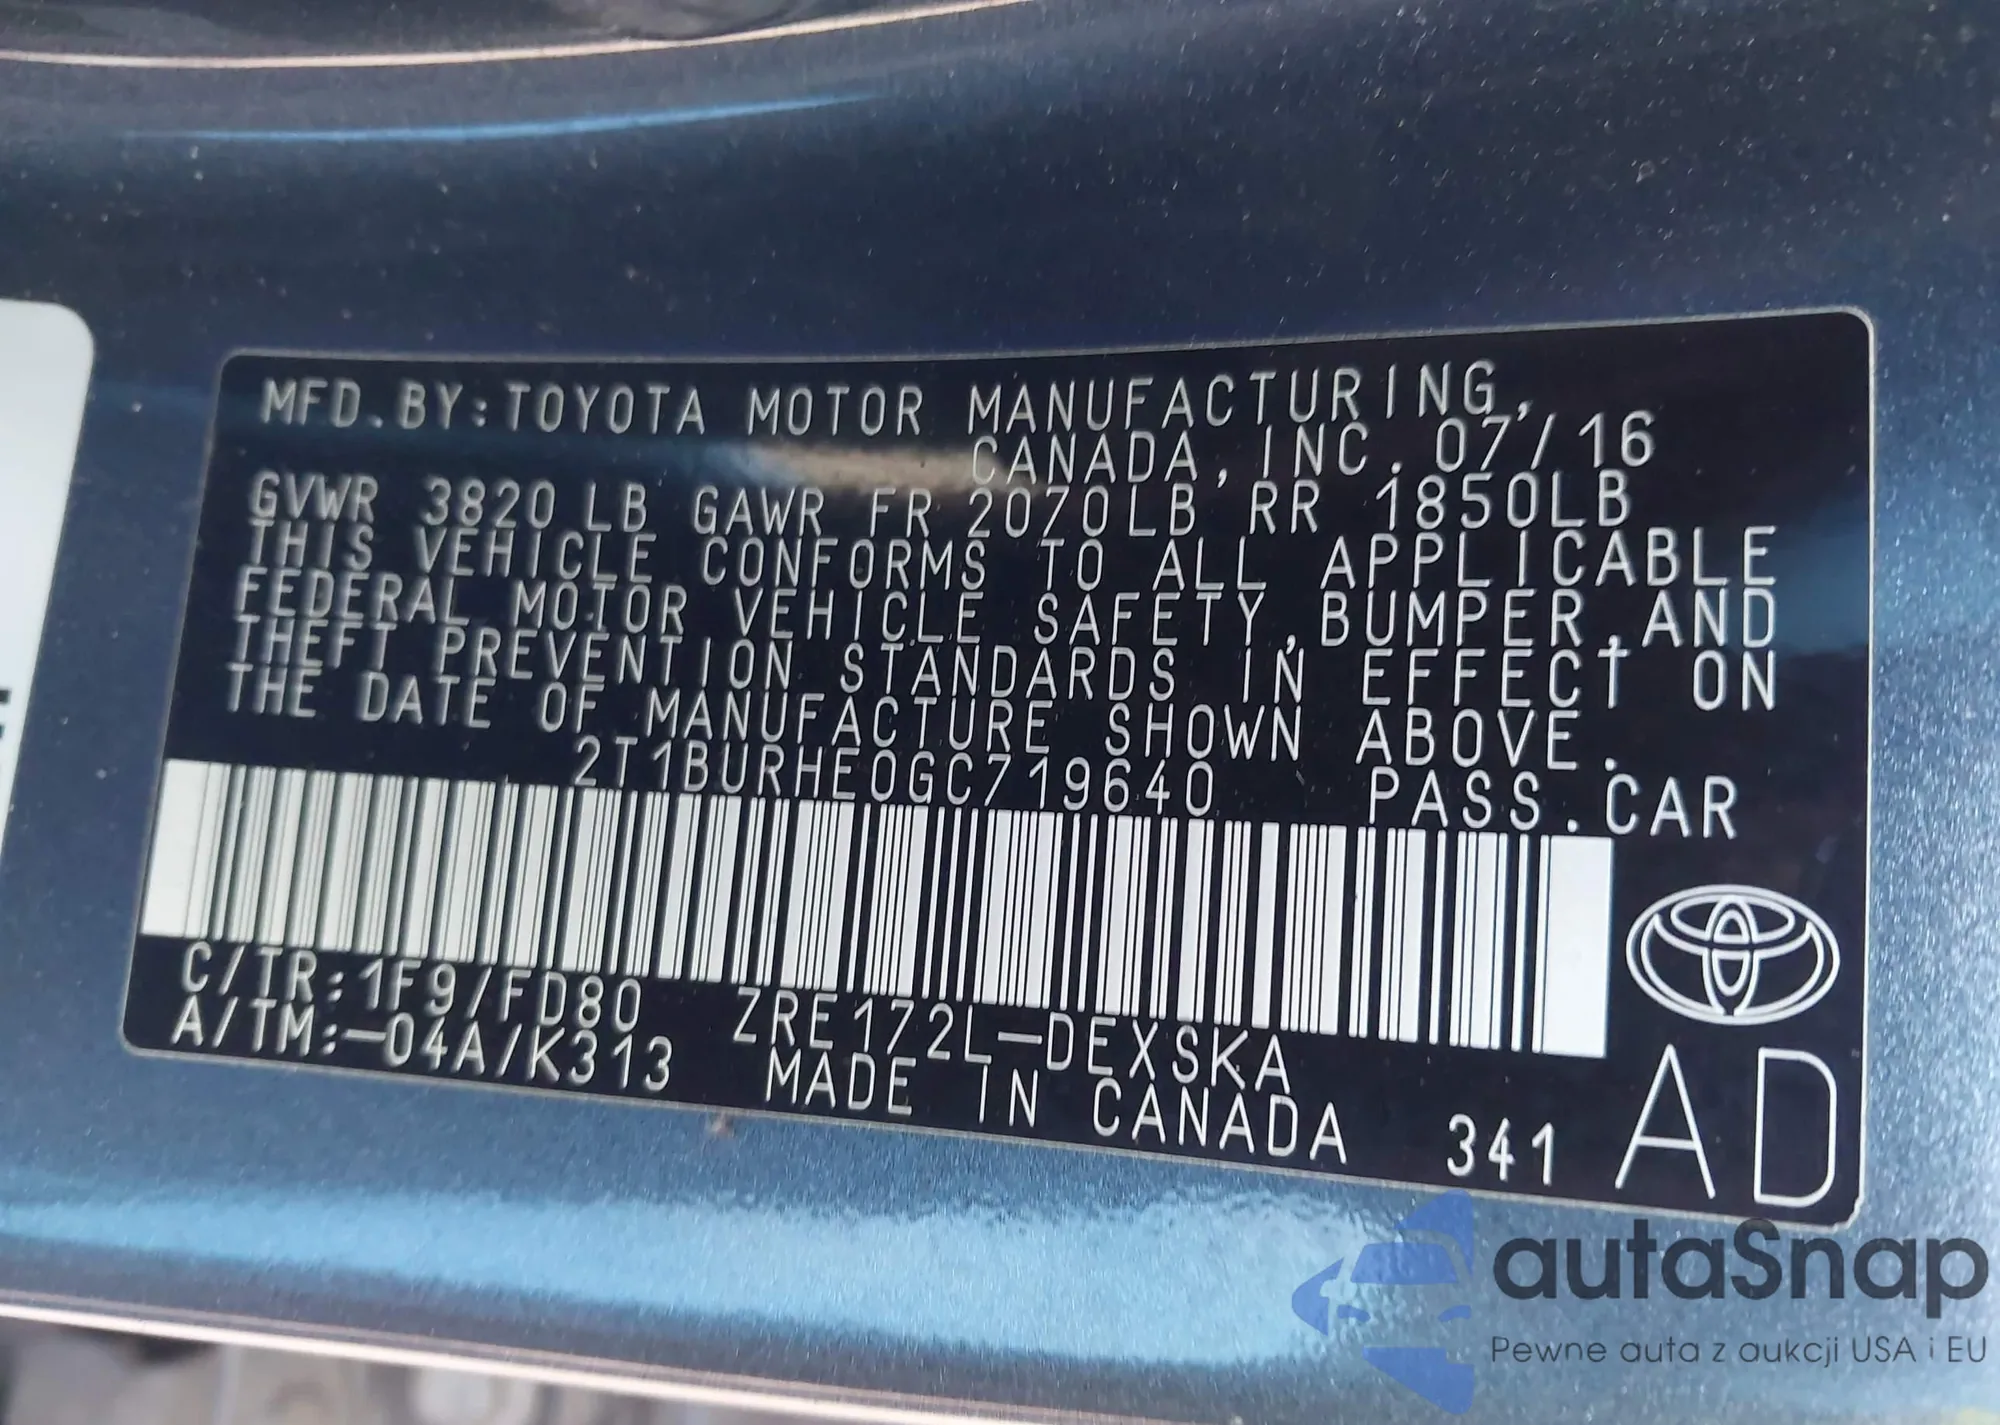 MFD.BY:TOYOTA MOTOR MANUFACTURING,
CANADA,INC. 07/16
GVWR 3820 LB GAWR FR 2070LB RR 1850LB
THIS VEHICLE CONFORMS TO ALL APPLICABLE
FEDERAL MOTOR VEHICLE SAFETY,BUMPER,AND
THEFT PREVENTION STANDARDS IN EFFECT ON
THE DATE OF MANUFACTURE SHOWN ABOVE.
2T1BURHE0GC719640 PASS.CAR
C/TR:1F9/FD80 ZRE172L-DEXSKA
A/TM:-04A/K313 MADE IN CANADA 341 AD
autaSnap
Pewne auta z aukcji USA i EU